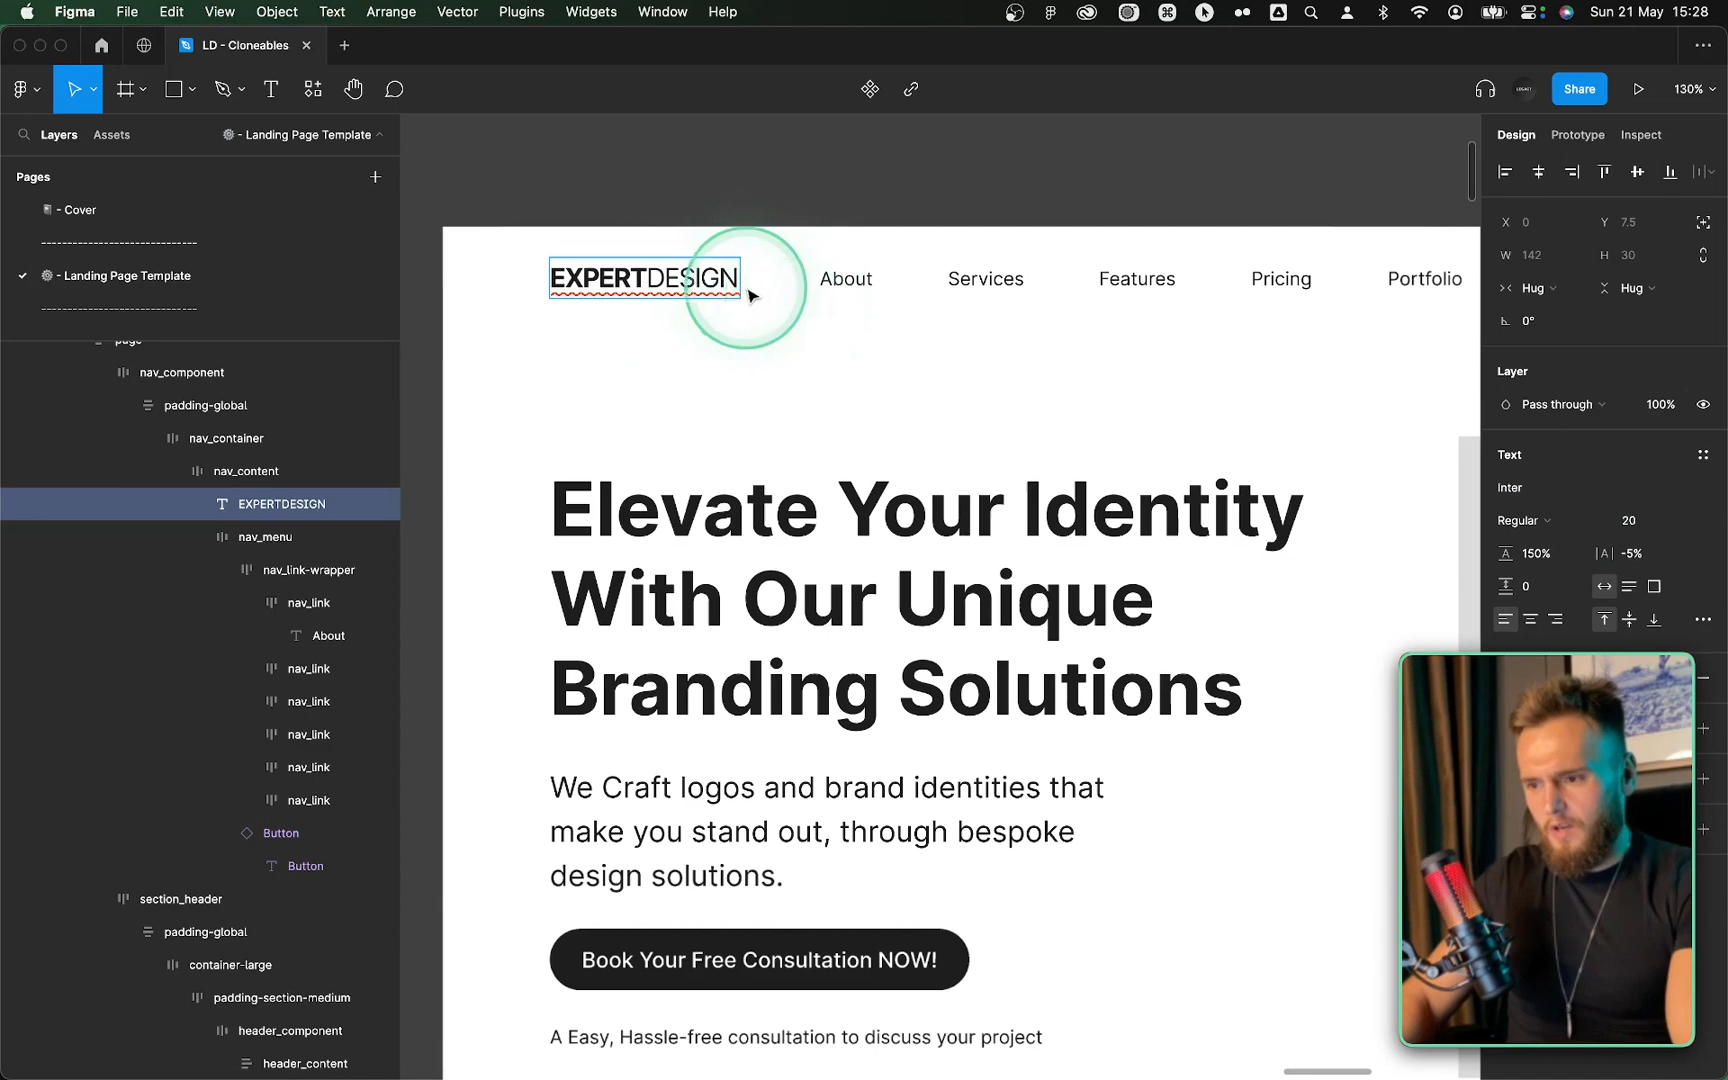 Figma File Edit View Object Text Arrange Vector Plugins Widgets Window Help Sun 21 May 15:28
LD - Cloneables
Share 130%
Layers Assets - Landing Page Template
Design Prototype Inspect
Pages
- Cover
------------------------------
- Landing Page Template
------------------------------
page
nav_component
padding-global
nav_container
nav_content
EXPERTDESIGN
nav_menu
nav_link-wrapper
nav_link
About
nav_link
nav_link
nav_link
nav_link
nav_link
Button
Button
section_header
padding-global
container-large
padding-section-medium
header_component
header_content
EXPERTDESIGN About Services Features Pricing Portfolio
Elevate Your Identity
With Our Unique
Branding Solutions
We Craft logos and brand identities that
make you stand out, through bespoke
design solutions.
Book Your Free Consultation NOW!
A Easy, Hassle-free consultation to discuss your project
X 0 Y 7.5
W 142 H 30
Hug Hug
0°
Layer
Pass through 100%
Text
Inter
Regular 20
A 150% |A| -5%
0